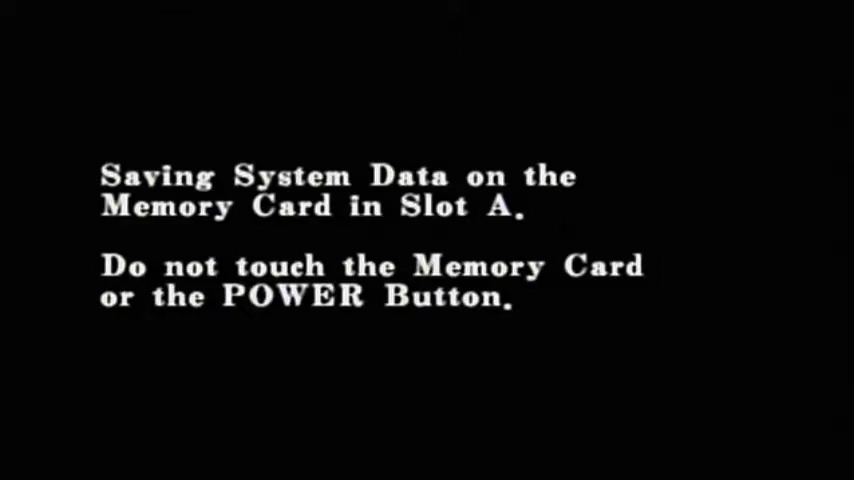 Saving System Data on the
Memory Card in Slot A.
Do not touch the Memory Card
or the POWER Button.